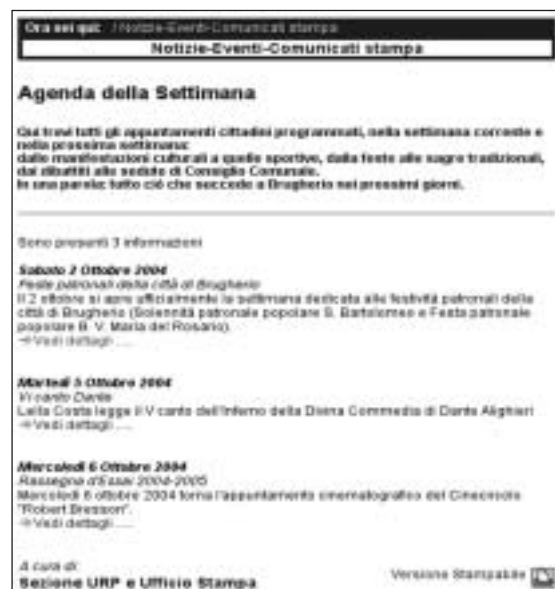 Ora sei qui: /Notizie-Eventi-Comunicati stampa
Notizie-Eventi-Comunicati stampa
Agenda della Settimana
Qui trovi tutti gli appuntamenti cittadini programmati, nella settimana corrente e
nella prossima settimana:
dalle manifestazioni culturali a quelle sportive, dalla feste alle sagre tradizionali,
dai dibattiti alle sedute di Consiglio Comunale.
In una parola: tutto ciò che succede a Brugherio nei prossimi giorni.
Sono presenti 3 informazioni
Sabato 2 Ottobre 2004
Feste patronali della città di Brugherio
Il 2 ottobre si apre ufficialmente la settimana dedicata alle festività patronali della
città di Brugherio (Solennità patronale popolare S. Bartolomeo e Festa patronale
popolare B. V. Maria del Rosario).
Vedi dettagli ....
Martedì 5 Ottobre 2004
Vi canto Dante
Lella Costa legge il V canto dell'Inferno della Divina Commedia di Dante Alighieri
Vedi dettagli ....
Mercoledì 6 Ottobre 2004
Rassegna d'Essai 2004-2005
Mercoledì 6 ottobre 2004 torna l'appuntamento cinematografico del Cinecircolo
"Robert Bresson".
Vedi dettagli ....
A cura di:
Sezione URP e Ufficio Stampa
Versione Stampabile